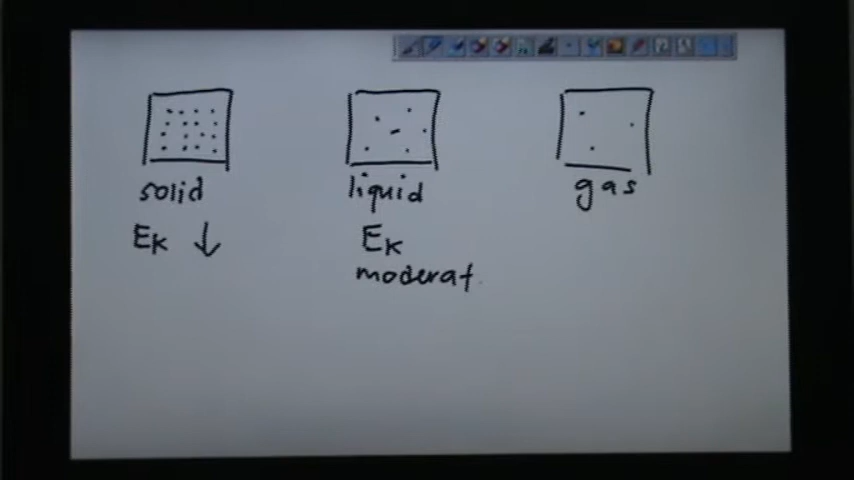 solid
liquid
gas
Ek ↓
Ek
moderat